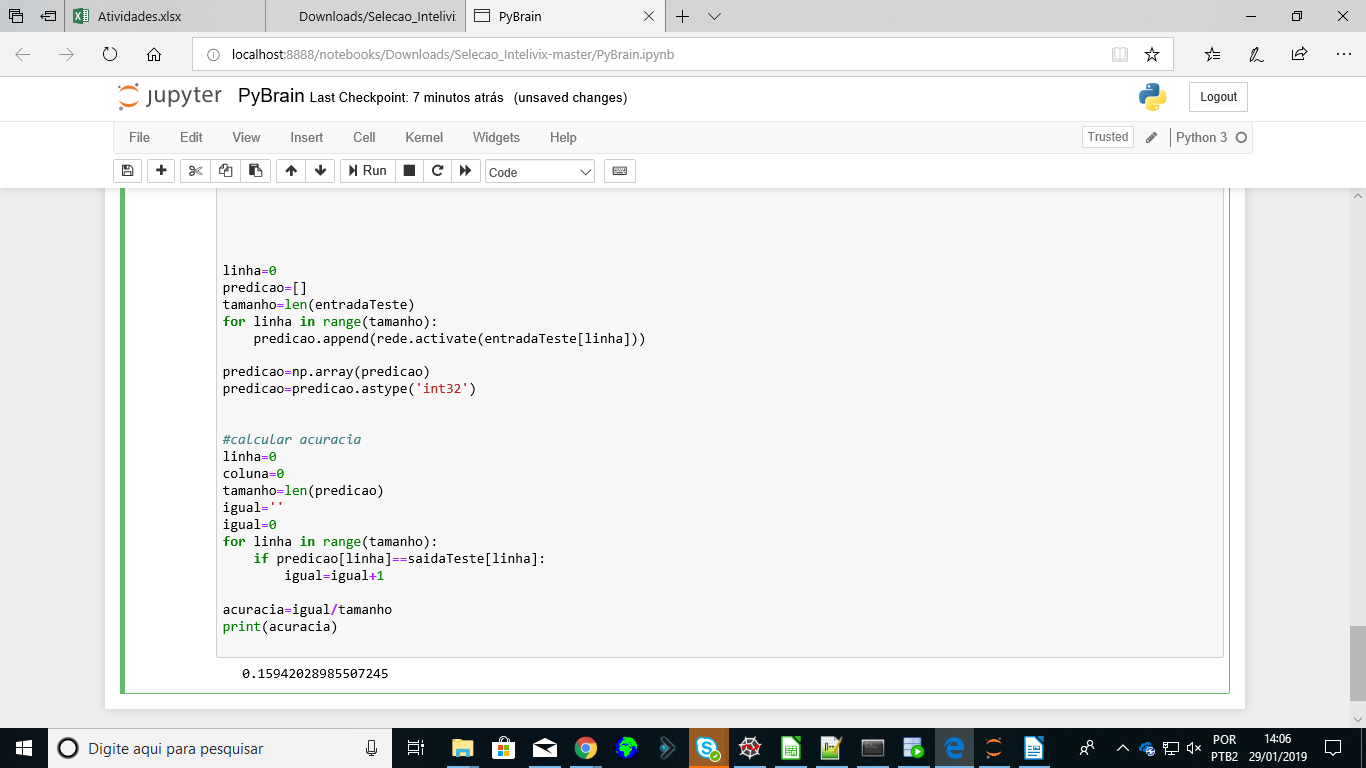 Atividades.xlsx
Downloads/Selecao_Intelivi
PyBrain
localhost:8888/notebooks/Downloads/Selecao_Intelivix-master/PyBrain.ipynb
jupyter PyBrain Last Checkpoint: 7 minutos atrás (unsaved changes)
Logout
File Edit View Insert Cell Kernel Widgets Help
Trusted
Python 3
Run
Code
linha=0
predicao=[]
tamanho=len(entradaTeste)
for linha in range(tamanho):
    predicao.append(rede.activate(entradaTeste[linha]))
predicao=np.array(predicao)
predicao=predicao.astype('int32')
#calcular acuracia
linha=0
coluna=0
tamanho=len(predicao)
igual=''
igual=0
for linha in range(tamanho):
    if predicao[linha]==saidaTeste[linha]:
        igual=igual+1
acuracia=igual/tamanho
print(acuracia)
0.15942028985507245
Digite aqui para pesquisar
POR
PTB2
14:06
29/01/2019